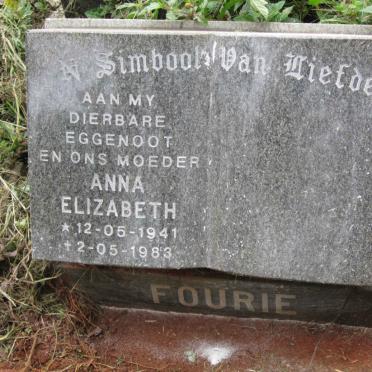 'N Simbool Van Liefde
AAN MY
DIERBARE
EGGENOOT
EN ONS MOEDER
ANNA
ELIZABETH
* 12-05-1941
+ 2-05-1983
FOURIE